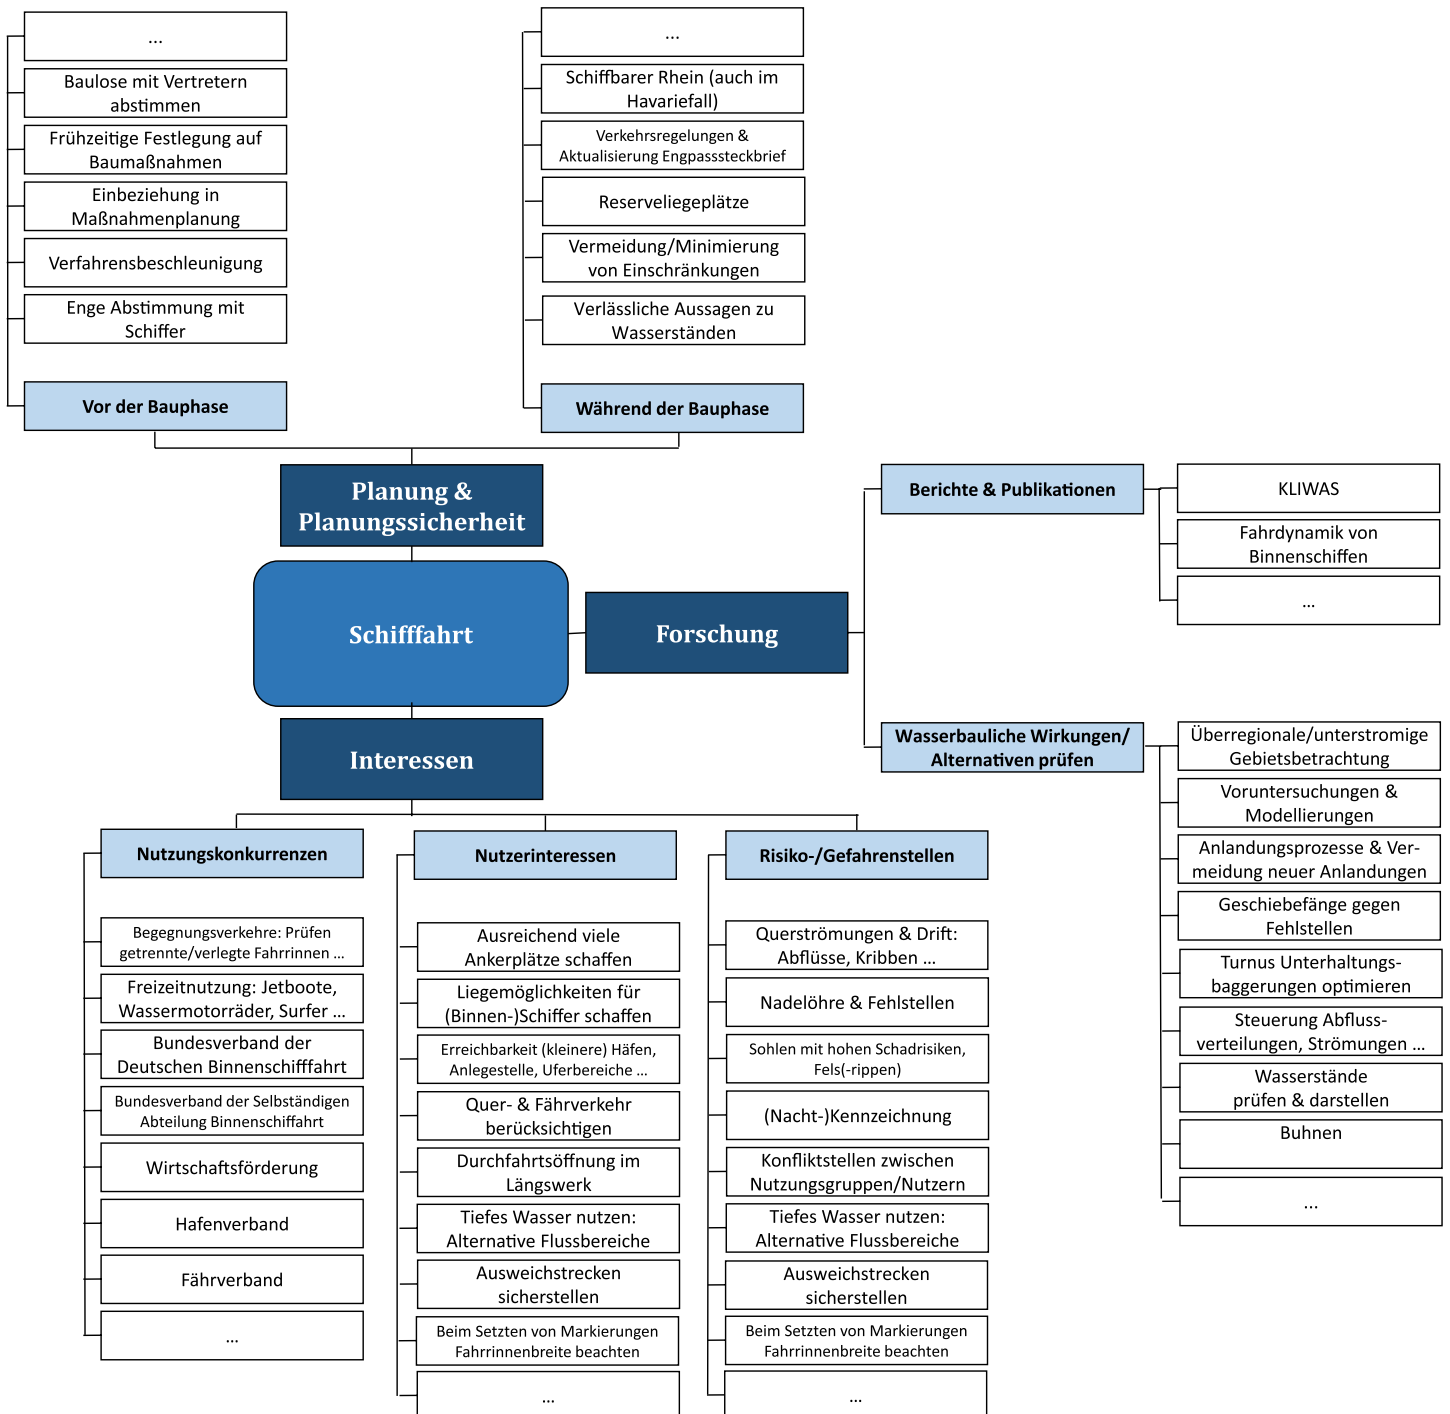 ...
Baulose mit Vertretern
abstimmen
Frühzeitige Festlegung auf
Baumaßnahmen
Einbeziehung in
Maßnahmenplanung
Verfahrensbeschleunigung
Enge Abstimmung mit
Schiffer
Vor der Bauphase
...
Schiffbarer Rhein (auch im
Havariefall)
Verkehrsregelungen &
Aktualisierung Engpasssteckbrief
Reserveliegeplätze
Vermeidung/Minimierung
von Einschränkungen
Verlässliche Aussagen zu
Wasserständen
Während der Bauphase
Planung &
Planungssicherheit
Schifffahrt
Forschung
Berichte & Publikationen
KLIWAS
Fahrdynamik von
Binnenschiffen
...
Wasserbauliche Wirkungen/
Alternativen prüfen
Überregionale/unterstromige
Gebietsbetrachtung
Voruntersuchungen &
Modellierungen
Anlandungsprozesse & Ver-
meidung neuer Anlandungen
Geschiebefänge gegen
Fehlstellen
Turnus Unterhaltungs-
baggerungen optimieren
Steuerung Abfluss-
verteilungen, Strömungen ...
Wasserstände
prüfen & darstellen
Buhnen
...
Interessen
Nutzungskonkurrenzen
Begegnungsverkehre: Prüfen
getrennte/verlegte Fahrrinnen ...
Freizeitnutzung: Jetboote,
Wassermotorräder, Surfer ...
Bundesverband der
Deutschen Binnenschifffahrt
Bundesverband der Selbständigen
Abteilung Binnenschiffahrt
Wirtschaftsförderung
Hafenverband
Fährverband
...
Nutzerinteressen
Ausreichend viele
Ankerplätze schaffen
Liegemöglichkeiten für
(Binnen-)Schiffer schaffen
Erreichbarkeit (kleinere) Häfen,
Anlegestelle, Uferbereiche ...
Quer- & Fährverkehr
berücksichtigen
Durchfahrtsöffnung im
Längswerk
Tiefes Wasser nutzen:
Alternative Flussbereiche
Ausweichstrecken
sicherstellen
Beim Setzten von Markierungen
Fahrrinnenbreite beachten
...
Risiko-/Gefahrenstellen
Querströmungen & Drift:
Abflüsse, Kribben ...
Nadelöhre & Fehlstellen
Sohlen mit hohen Schadrisiken,
Fels(-rippen)
(Nacht-)Kennzeichnung
Konfliktstellen zwischen
Nutzungsgruppen/Nutzern
Tiefes Wasser nutzen:
Alternative Flussbereiche
Ausweichstrecken
sicherstellen
Beim Setzten von Markierungen
Fahrrinnenbreite beachten
...